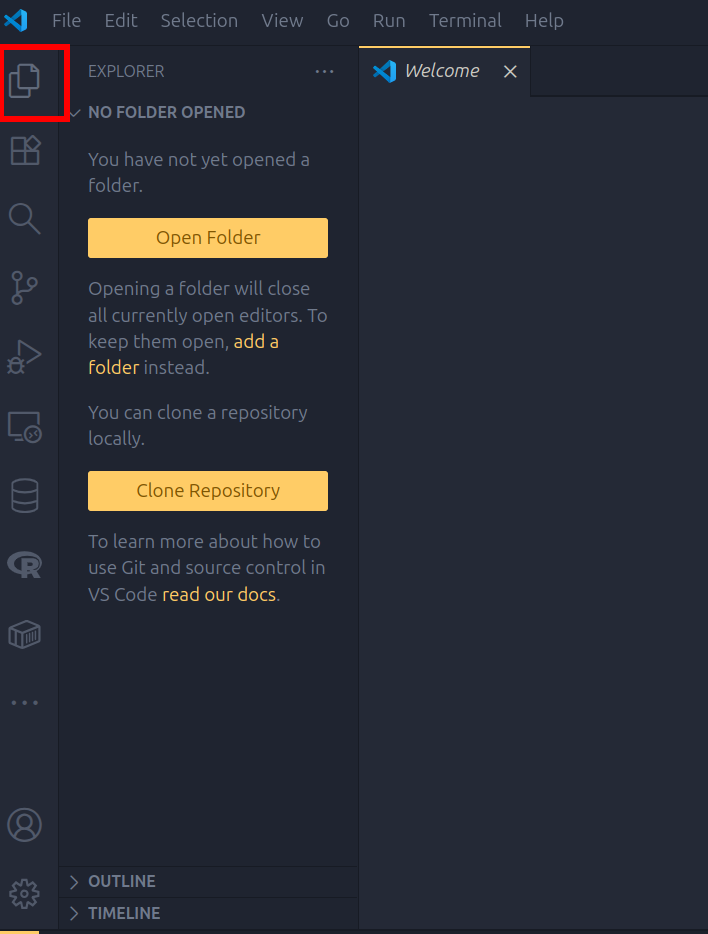 File Edit Selection View Go Run Terminal Help
EXPLORER
Welcome
NO FOLDER OPENED
You have not yet opened a
folder.
Open Folder
Opening a folder will close
all currently open editors. To
keep them open, add a
folder instead.
You can clone a repository
locally.
Clone Repository
To learn more about how to
use Git and source control in
VS Code read our docs.
R
OUTLINE
TIMELINE